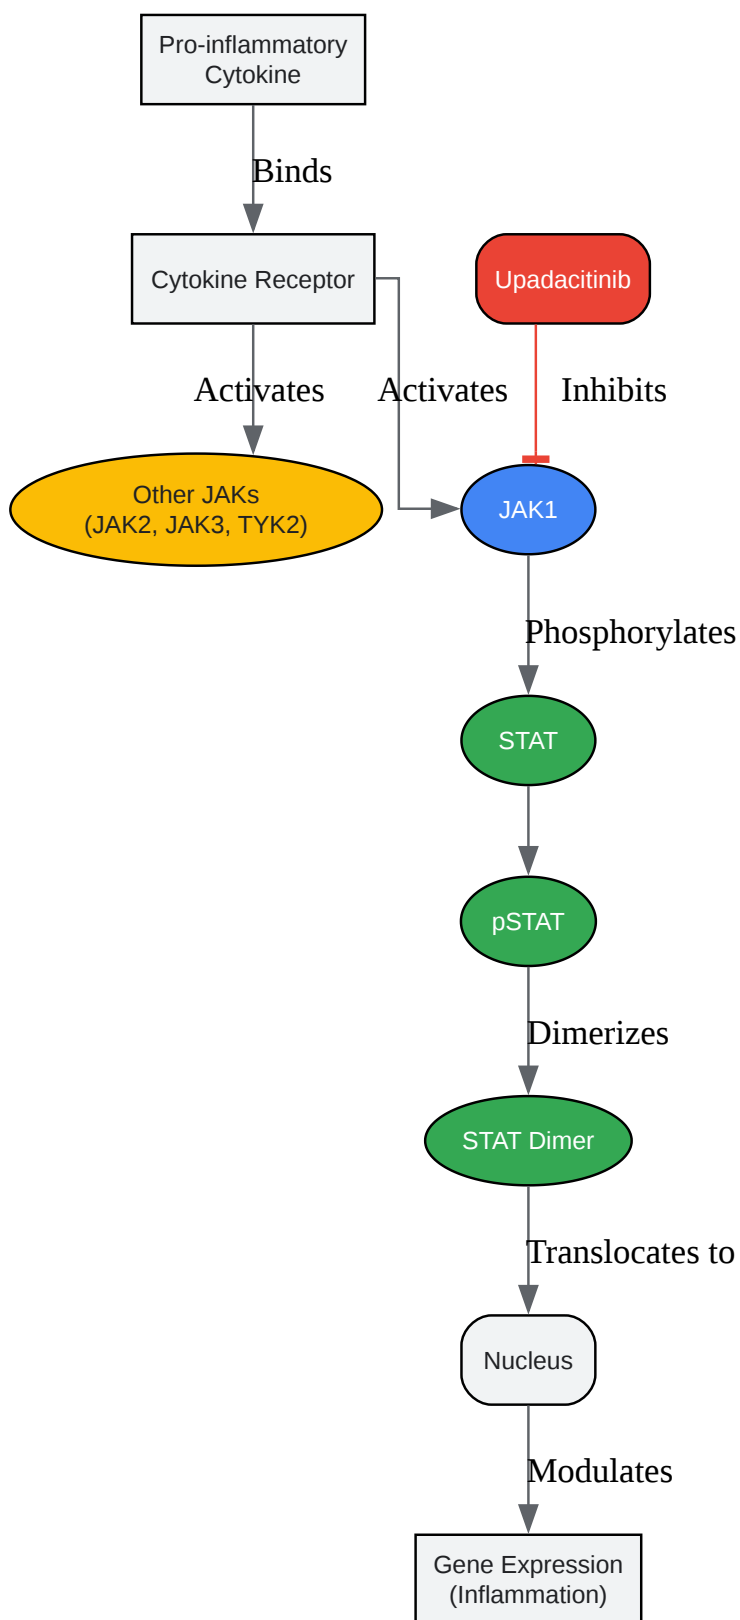 Pro-inflammatory
Cytokine
Binds
Cytokine Receptor
Upadacitinib
Activates
Activates
Inhibits
Other JAKs
(JAK2, JAK3, TYK2)
JAK1
Phosphorylates
STAT
pSTAT
Dimerizes
STAT Dimer
Translocates to
Nucleus
Modulates
Gene Expression
(Inflammation)